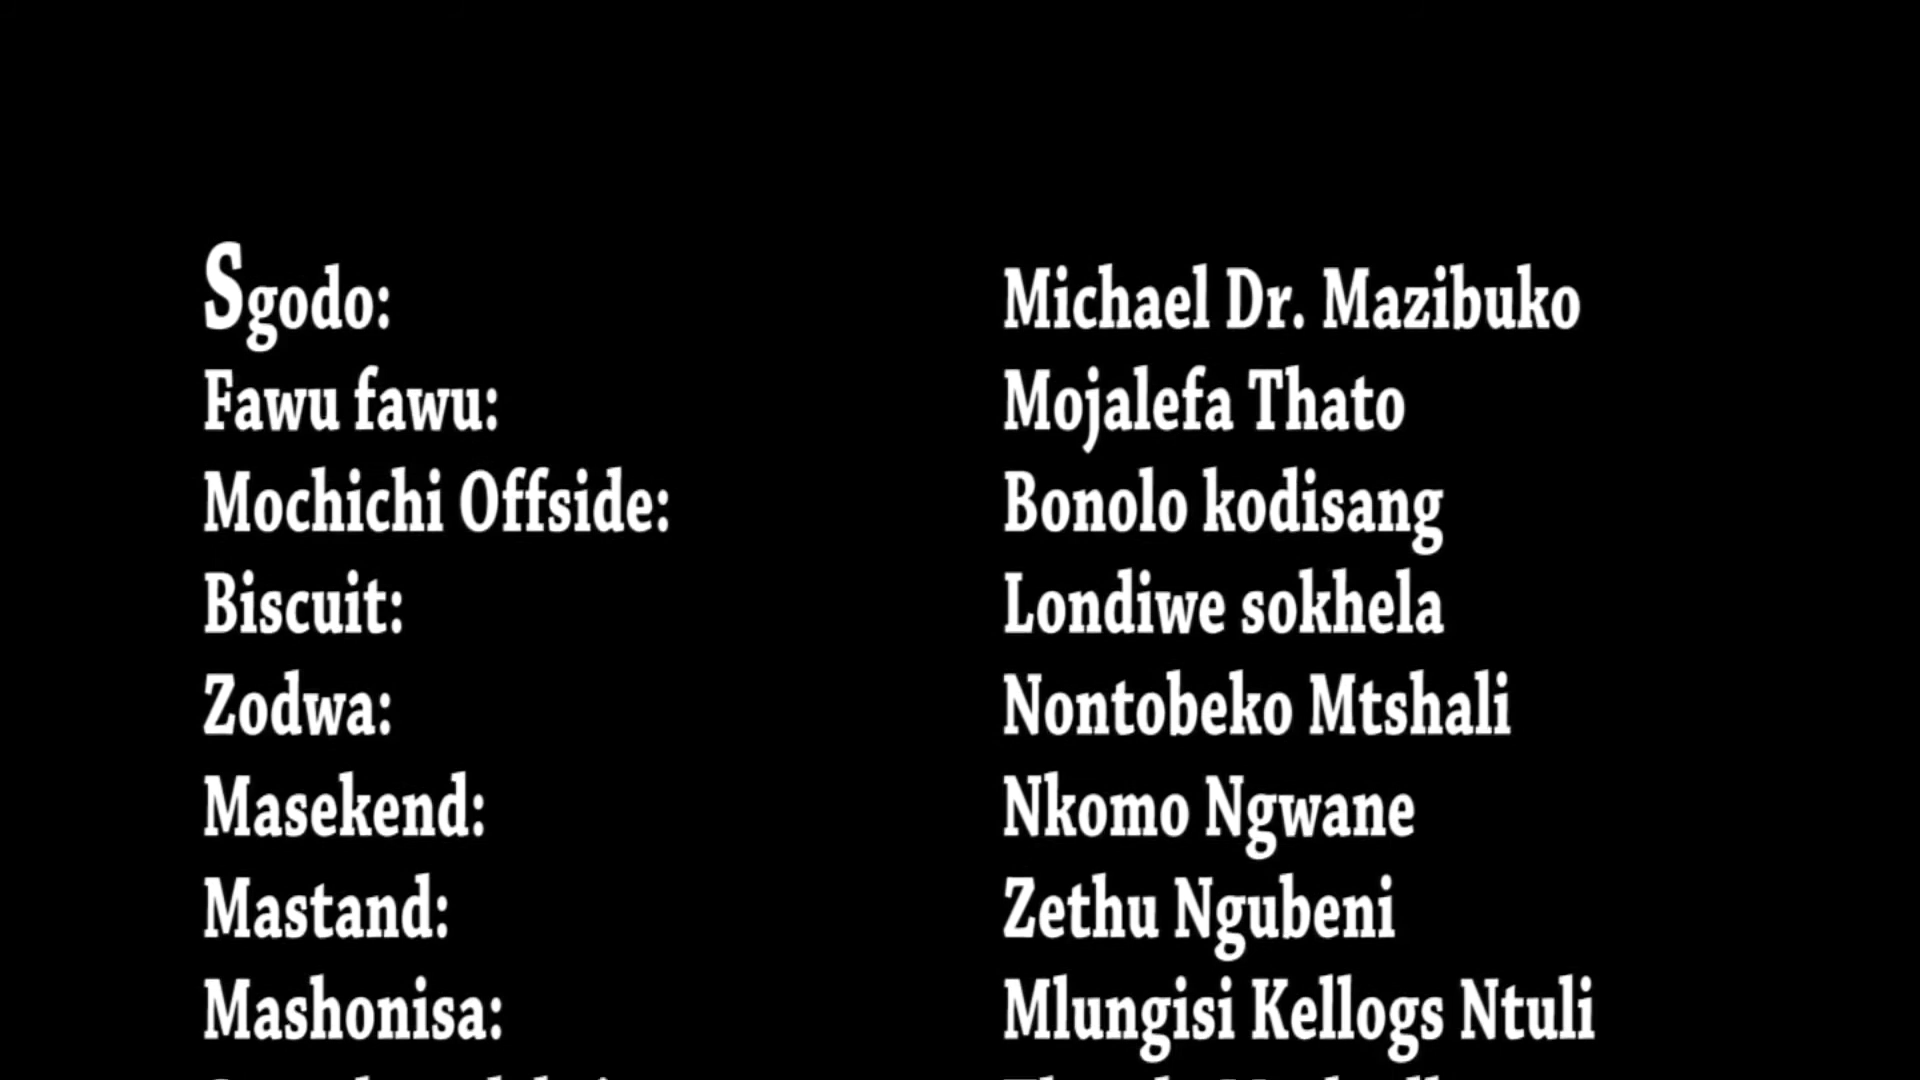 Sgodo: Michael Dr. Mazibuko
Fawu fawu: Mojalefa Thato
Mochichi Offside: Bonolo kodisang
Biscuit: Londiwe sokhela
Zodwa: Nontobeko Mtshali
Masekend: Nkomo Ngwane
Mastand: Zethu Ngubeni
Mashonisa: Mlungisi Kellogs Ntuli